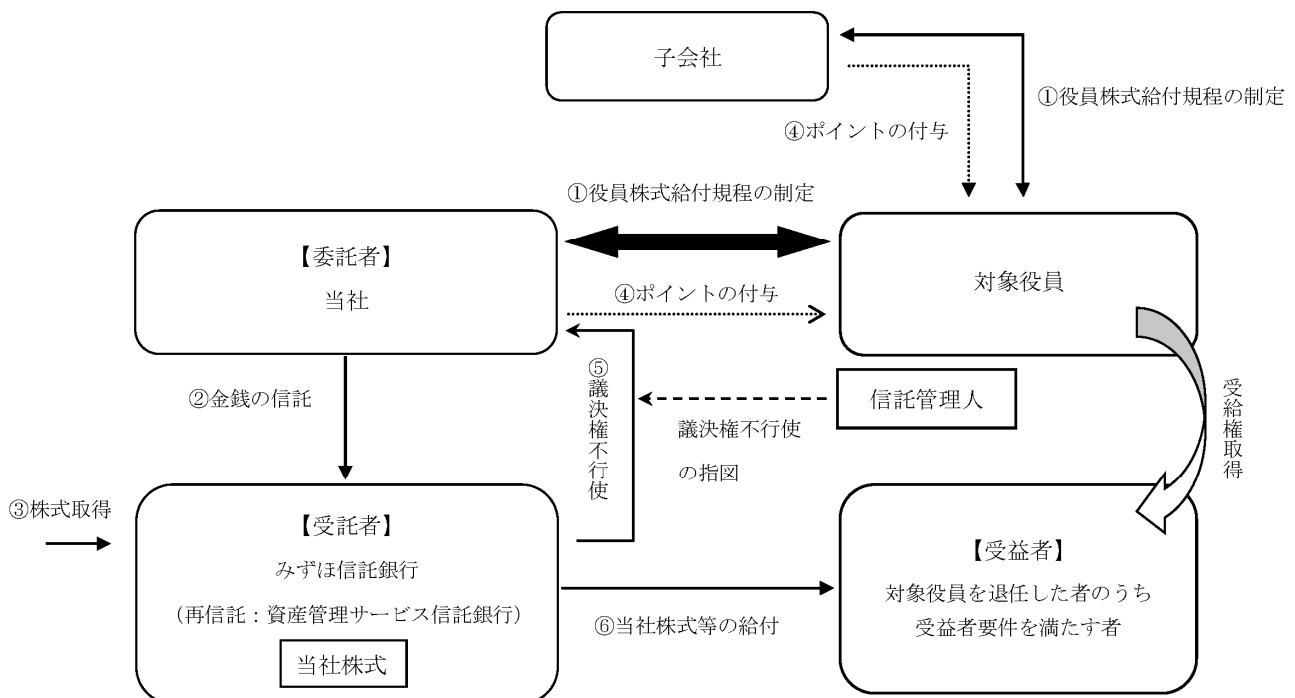 子会社
①役員株式給付規程の制定
④ポイントの付与
①役員株式給付規程の制定
【委託者】
当社
④ポイントの付与
対象役員
②金銭の信託
⑤議決権不行使
信託管理人
議決権不行使
の指図
受給権取得
③株式取得
【受託者】
みずほ信託銀行
(再信託:資産管理サービス信託銀行)
当社株式
⑥当社株式等の給付
【受益者】
対象役員を退任した者のうち
受益者要件を満たす者